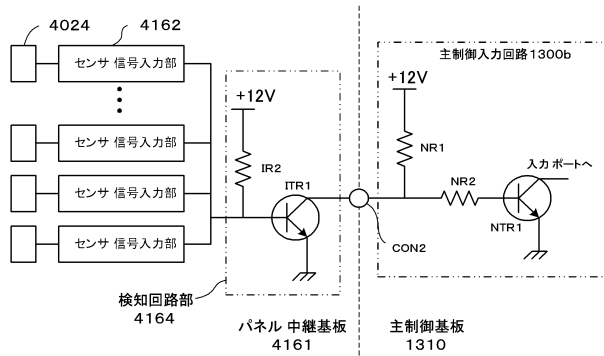 4024
4162
センサ 信号入力部
センサ 信号入力部
センサ 信号入力部
センサ 信号入力部
+12V
IR2
ITR1
検知回路部
4164
パネル 中継基板
4161
CON2
主制御入力回路1300b
+12V
NR1
NR2
入力 ポートへ
NTR1
主制御基板
1310